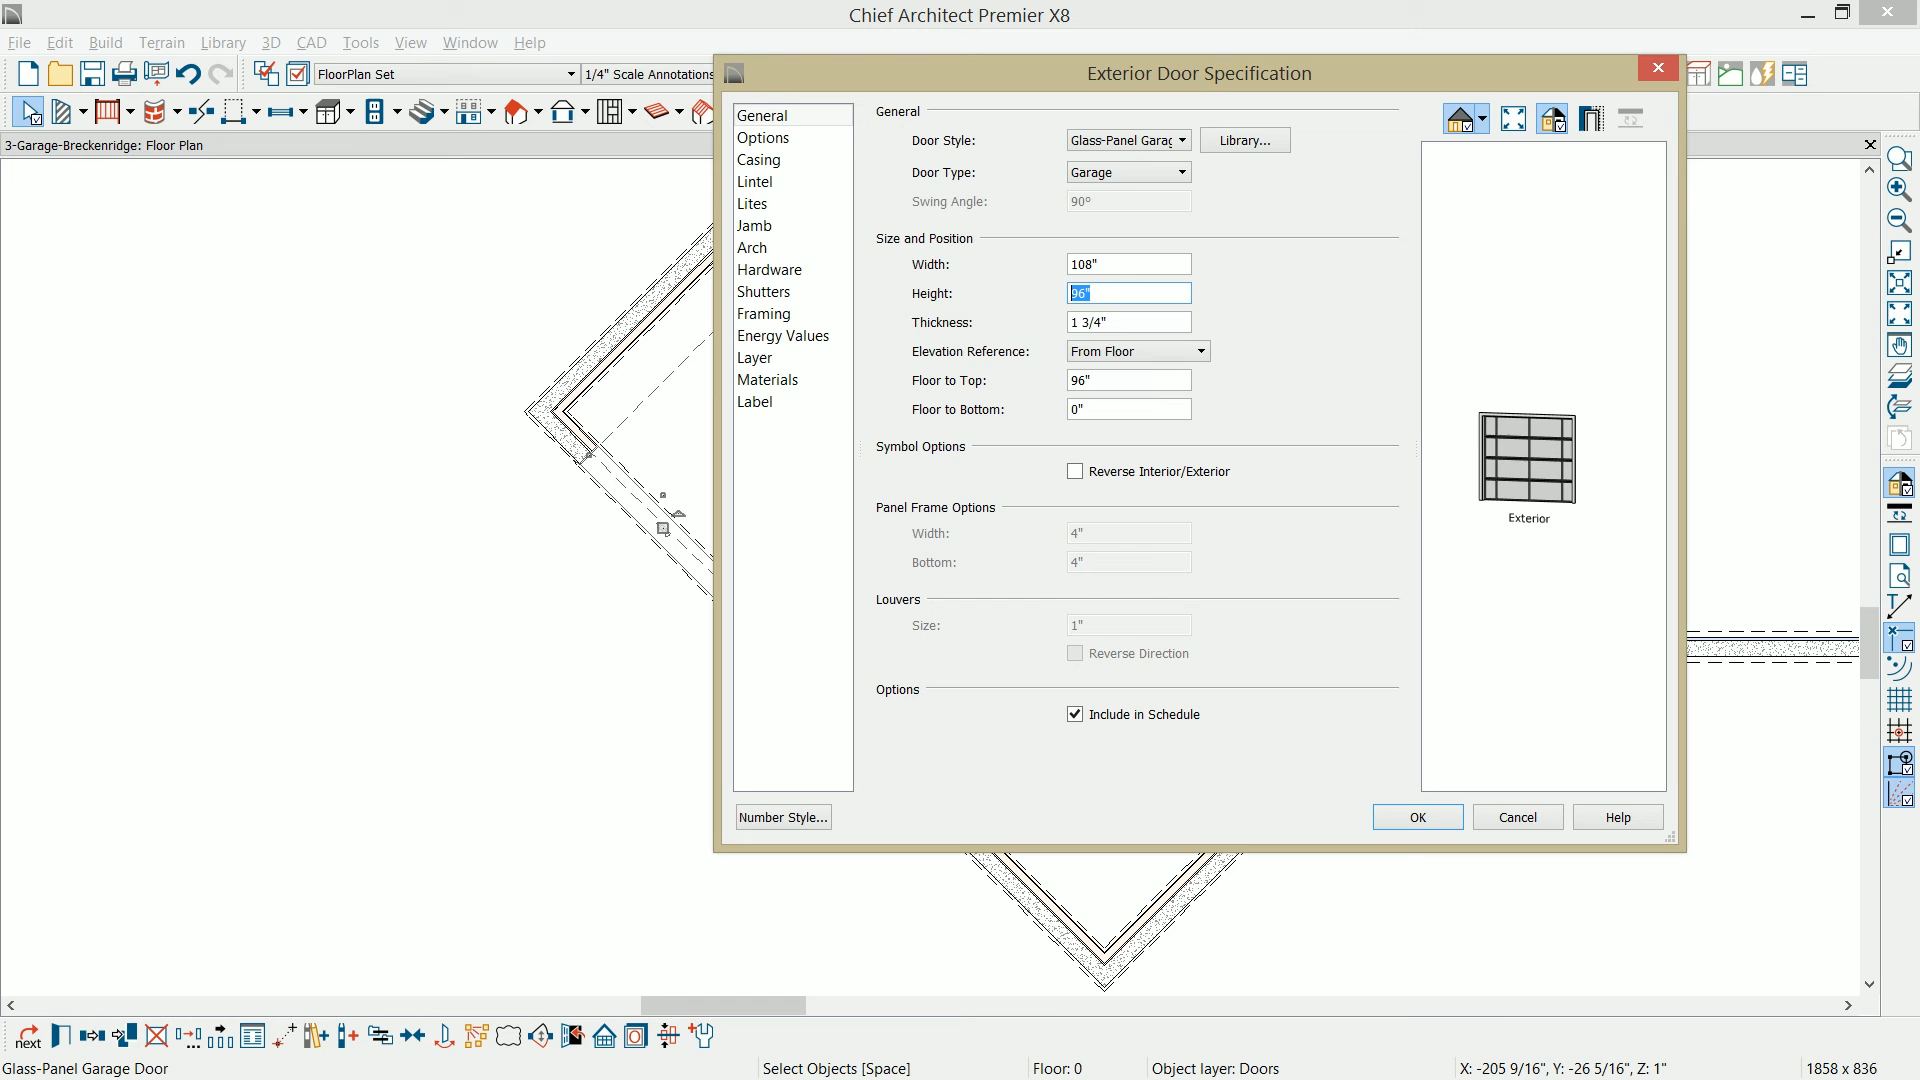 Chief Architect Premier X8
File Edit Build Terrain Library 3D CAD Tools View Window Help
FloorPlan Set 1/4" Scale Annotations
3-Garage-Breckenridge: Floor Plan
Exterior Door Specification
General
Options
Casing
Lintel
Lites
Jamb
Arch
Hardware
Shutters
Framing
Energy Values
Layer
Materials
Label
General
Door Style: Glass-Panel Garag Library...
Door Type: Garage
Swing Angle: 90°
Size and Position
Width: 108"
Height: 96"
Thickness: 1 3/4"
Elevation Reference: From Floor
Floor to Top: 96"
Floor to Bottom: 0"
Symbol Options
Reverse Interior/Exterior
Panel Frame Options
Width: 4"
Bottom: 4"
Louvers
Size: 1"
Reverse Direction
Options
Include in Schedule
Exterior
Number Style... OK Cancel Help
next
Glass-Panel Garage Door Select Objects [Space] Floor: 0 Object layer: Doors X: -205 9/16", Y: -26 5/16", Z: 1" 1858 x 836